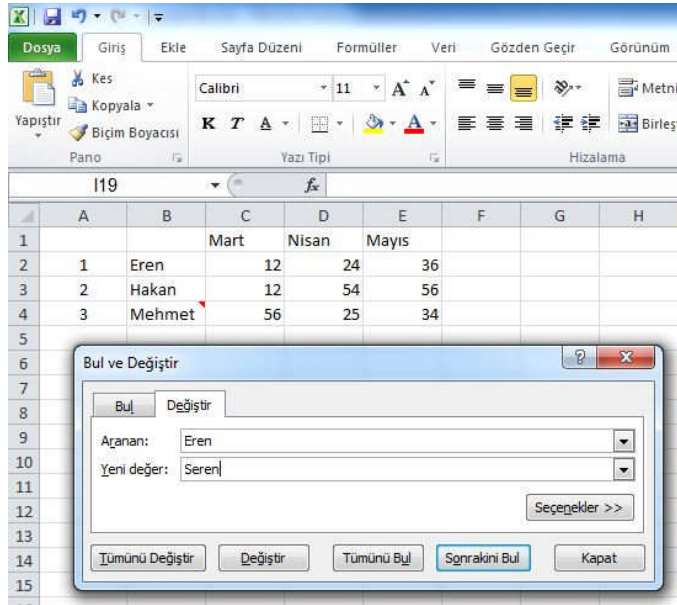 Dosya Giriş Ekle Sayfa Düzeni Formüller Veri Gözden Geçir Görünüm
Kes
Kopyala
Biçim Boyacısı
Yapıştır
Calibri 11 A A
K T A A
Metni
Birleş
Pano Yazı Tipi Hizalama
I19 fx
A B C D E F G H
1 Mart Nisan Mayıs
2 1 Eren 12 24 36
3 2 Hakan 12 54 56
4 3 Mehmet 56 25 34
5
6
7
8
9
10
11
12
13
14
15
Bul ve Değiştir
Bul Değiştir
Aranan: Eren
Yeni değer: Seren
Seçenekler >>
Tümünü Değiştir Değiştir Tümünü Bul Sonrakini Bul Kapat